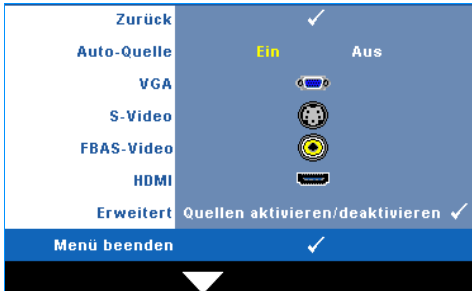 Zurück
Auto-Quelle Ein Aus
VGA
S-Video
FBAS-Video
HDMI
Erweitert Quellen aktivieren/deaktivieren
Menü beenden